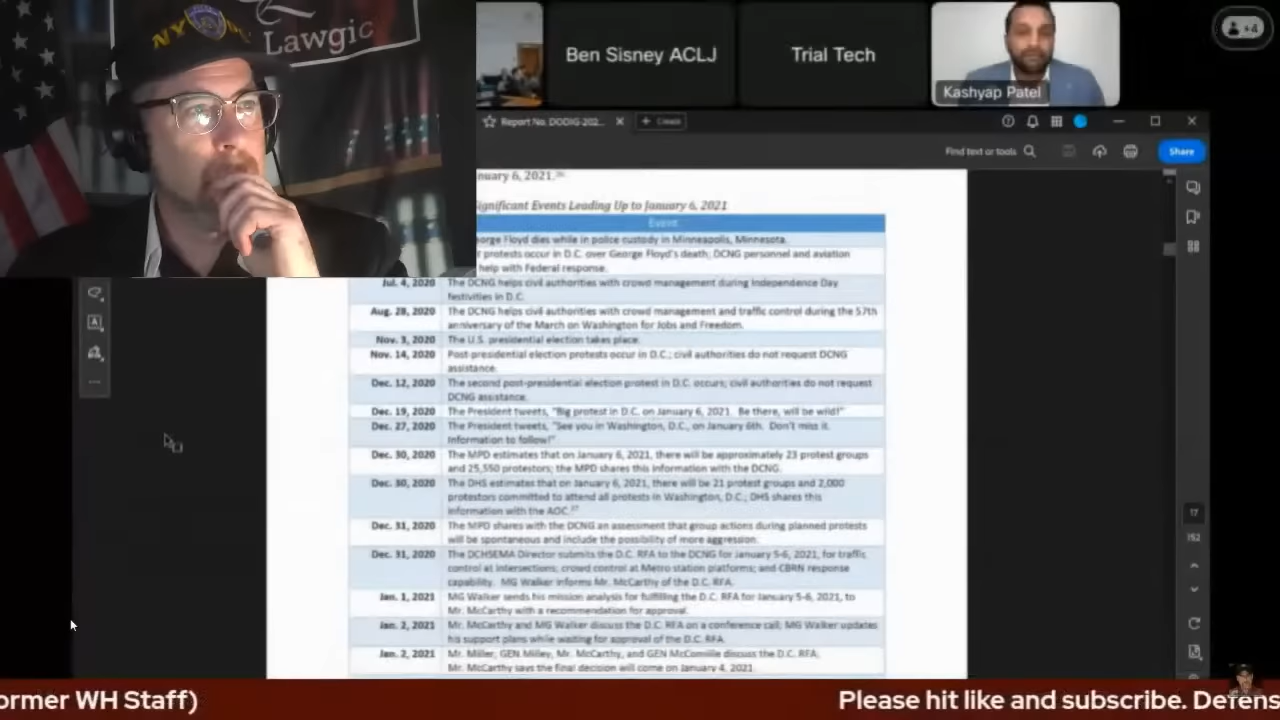 NY
Lawgic
Ben Sisney ACLJ
Trial Tech
Kashyap Patel
+4
Report No. DODIG-202...
+ Create
Find text or tools
Share
nuary 6, 2021.
Significant Events Leading Up to January 6, 2021
Event
eorge Floyd dies while in police custody in Minneapolis, Minnesota.
t protests occur in D.C. over George Floyd's death; DCNG personnel and aviation
help with Federal response.
Jul. 4, 2020 The DCNG helps civil authorities with crowd management during Independence Day
festivities in D.C.
Aug. 28, 2020 The DCNG helps civil authorities with crowd management and traffic control during the 57th
anniversary of the March on Washington for Jobs and Freedom.
Nov. 3, 2020 The U.S. presidential election takes place.
Nov. 14, 2020 Post-presidential election protests occur in D.C.; civil authorities do not request DCNG
assistance.
Dec. 12, 2020 The second post-presidential election protest in D.C. occurs; civil authorities do not request
DCNG assistance.
Dec. 19, 2020 The President tweets, "Big protest in D.C. on January 6, 2021. Be there, will be wild!"
Dec. 27, 2020 The President tweets, "See you in Washington, D.C., on January 6th. Don't miss it.
Information to follow!"
Dec. 30, 2020 The MPD estimates that on January 6, 2021, there will be approximately 23 protest groups
and 25,550 protestors; the MPD shares this information with the DCNG.
Dec. 30, 2020 The DHS estimates that on January 6, 2021, there will be 21 protest groups and 2,000
protestors committed to attend all protests in Washington, D.C.; DHS shares this
information with the AOC.
Dec. 31, 2020 The MPD shares with the DCNG an assessment that group actions during planned protests
will be spontaneous and include the possibility of more aggression.
Dec. 31, 2020 The DCHSEMA Director submits the D.C. RFA to the DCNG for January 5-6, 2021, for traffic
control at intersections; crowd control at Metro station platforms; and CBRN response
capability. MG Walker informs Mr. McCarthy of the D.C. RFA.
Jan. 1, 2021 MG Walker sends his mission analysis for fulfilling the D.C. RFA for January 5-6, 2021, to
Mr. McCarthy with a recommendation for approval.
Jan. 2, 2021 Mr. McCarthy and MG Walker discuss the D.C. RFA on a conference call; MG Walker updates
his support plans while waiting for approval of the D.C. RFA.
Jan. 2, 2021 Mr. Miller, GEN Milley, Mr. McCarthy, and GEN McConville discuss the D.C. RFA.
Mr. McCarthy says the final decision will come on January 4, 2021.
17
192
ormer WH Staff)
Please hit like and subscribe. Defens